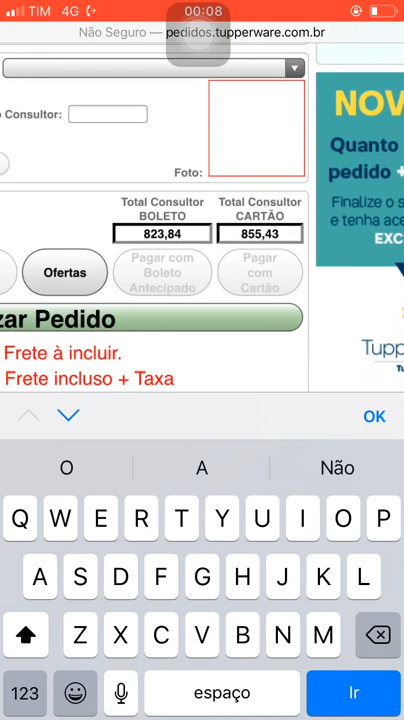 TIM 4G 00:08
Não Seguro — pedidos.tupperware.com.br
o Consultor:
Foto:
NOV
Quanto
pedido +
Finalize o s
e tenha ace
EXC
Tupp
Tu
Total Consultor
BOLETO
Total Consultor
CARTÃO
823,84 855,43
Ofertas
Pagar com
Boleto
Antecipado
Pagar
com
Cartão
zar Pedido
Frete à incluir.
Frete incluso + Taxa
OK
O A Não
Q W E R T Y U I O P
A S D F G H J K L
Z X C V B N M
123 espaço Ir